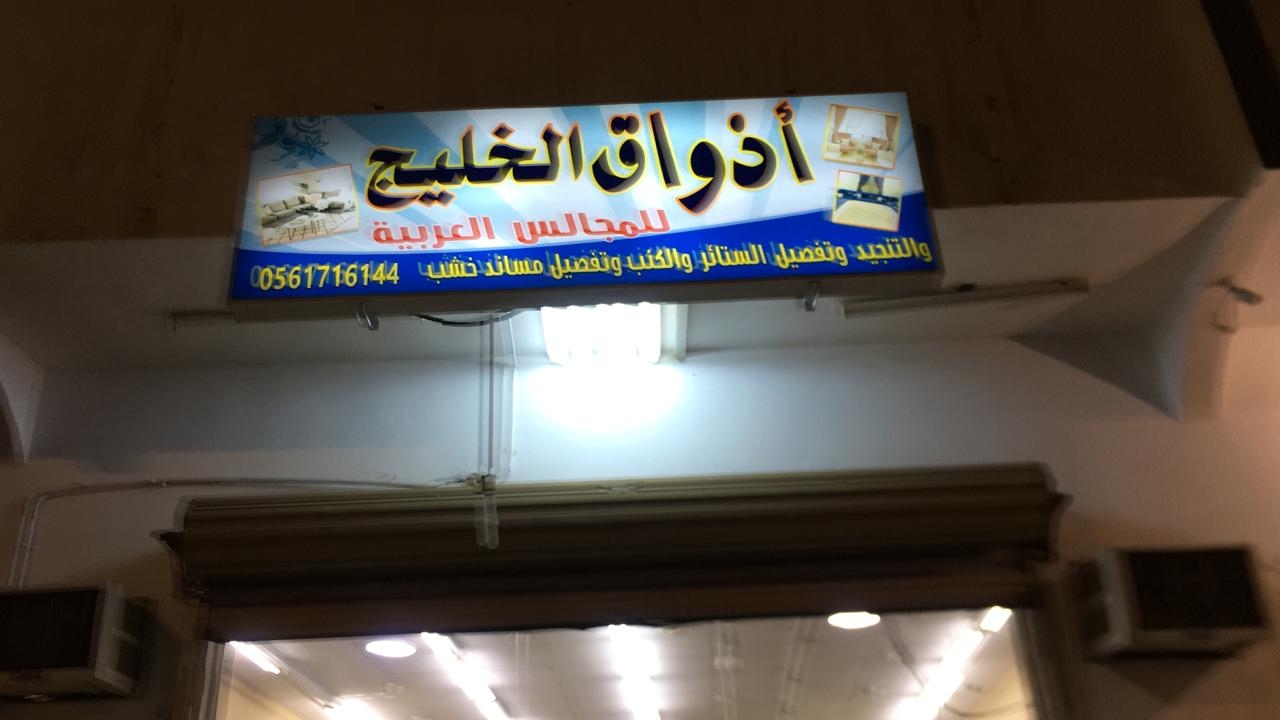 أذواق الخليج
للمجالس العربية
والتنجيد وتفصيل الستائر والكنب وتفصيل مساند خشب 0561716144